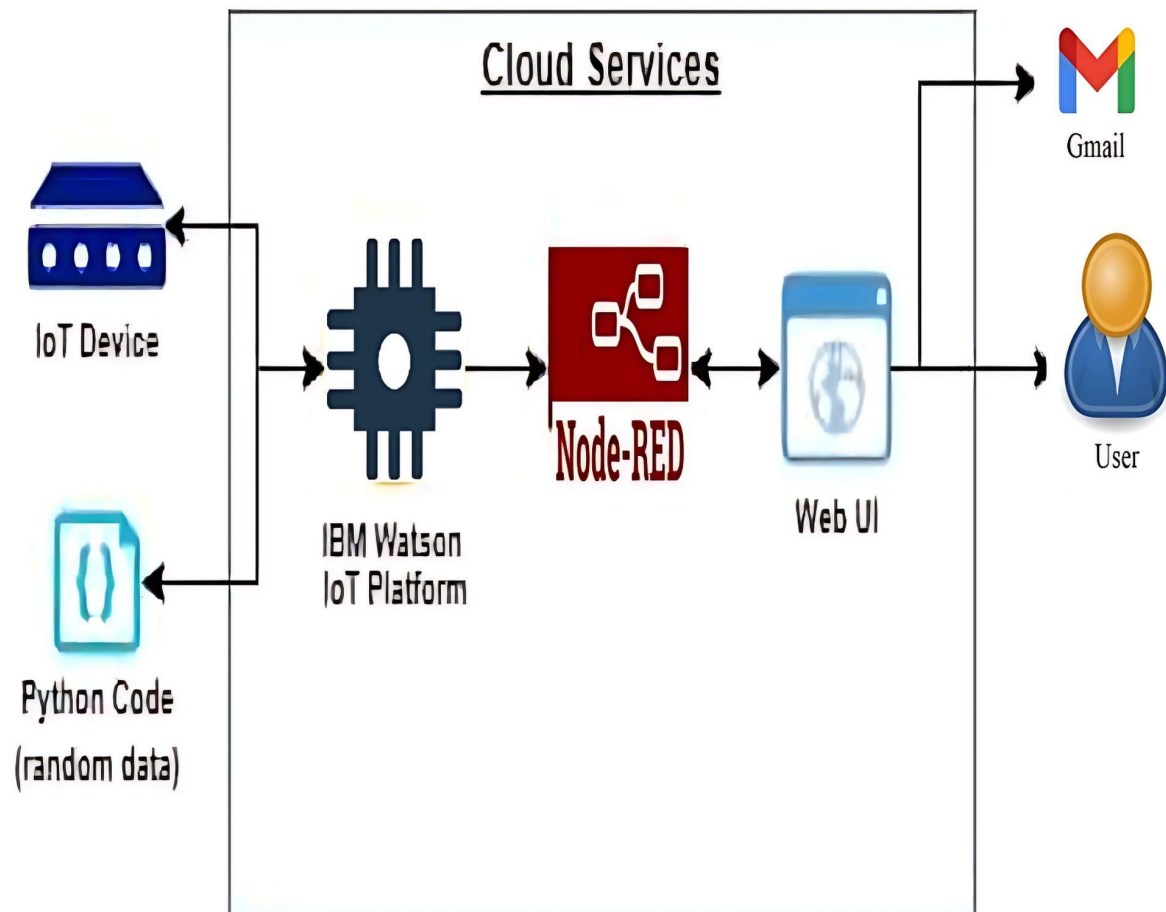 Cloud Services
Gmail
IoT Device
Node-RED
User
Web UI
IBM Watson
IoT Platform
Python Code
(random data)